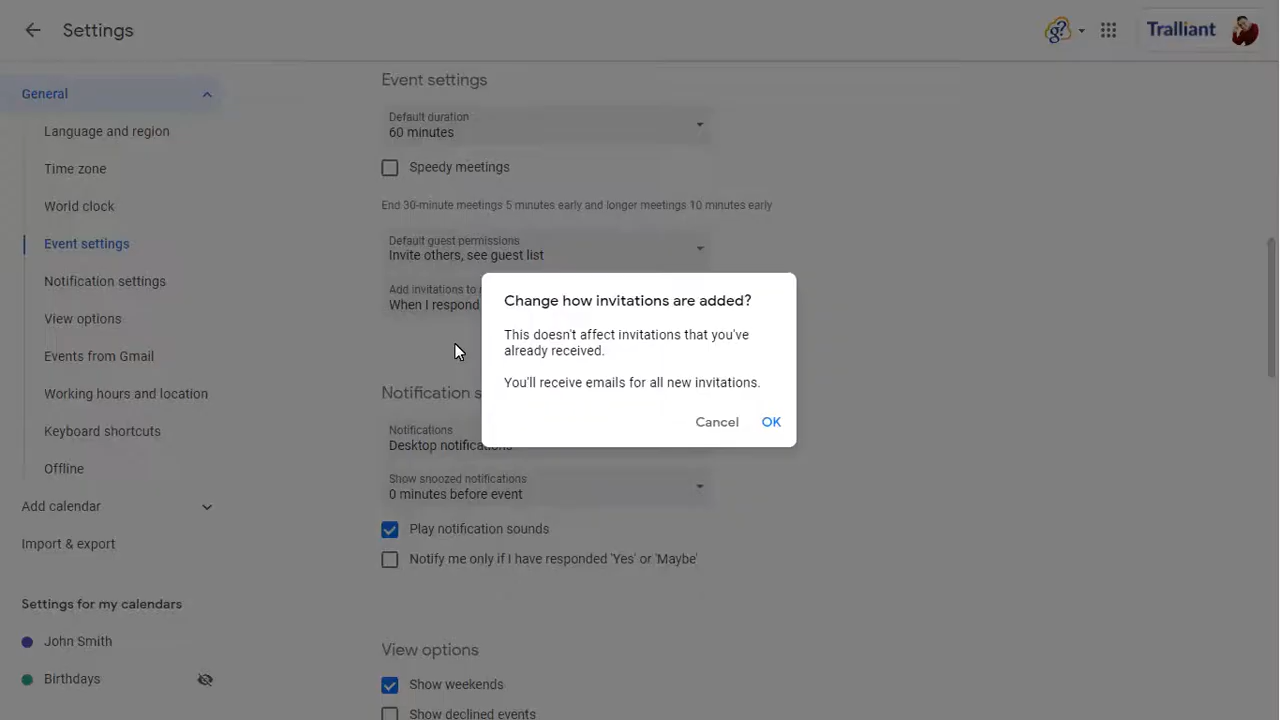 Settings
g?
Tralliant
General
Language and region
Time zone
World clock
Event settings
Notification settings
View options
Events from Gmail
Working hours and location
Keyboard shortcuts
Offline
Add calendar
Import & export
Settings for my calendars
John Smith
Birthdays
Event settings
Default duration
60 minutes
Speedy meetings
End 30-minute meetings 5 minutes early and longer meetings 10 minutes early
Default guest permissions
Invite others, see guest list
Add invitations to
When I respond
Change how invitations are added?
This doesn't affect invitations that you've
already received.
You'll receive emails for all new invitations.
Cancel
OK
Notification
Notifications
Desktop notifications
Show snoozed notifications
0 minutes before event
Play notification sounds
Notify me only if I have responded 'Yes' or 'Maybe'
View options
Show weekends
Show declined events